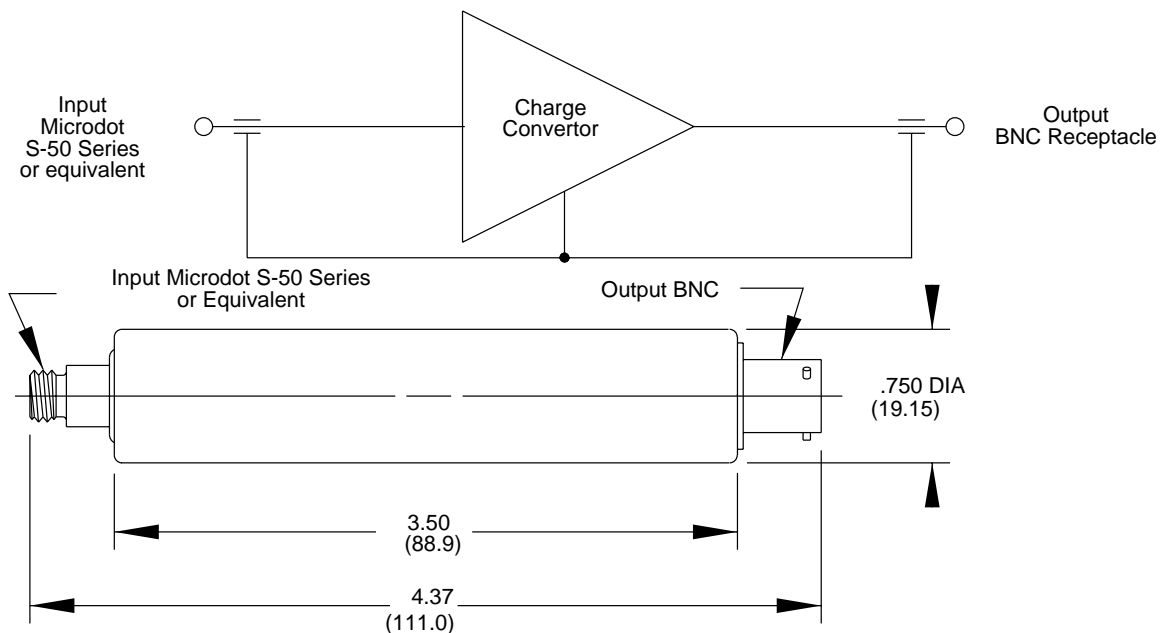 Input
Microdot
S-50 Series
or equivalent
Charge
Convertor
Output
BNC Receptacle
Input Microdot S-50 Series
or Equivalent
Output BNC
.750 DIA
(19.15)
3.50
(88.9)
4.37
(111.0)